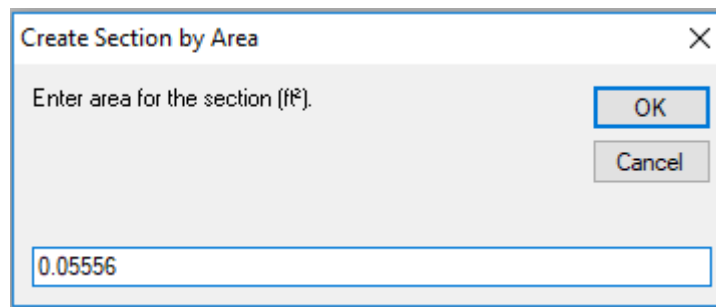 Create Section by Area
Enter area for the section (ft²).
OK
Cancel
0.05556